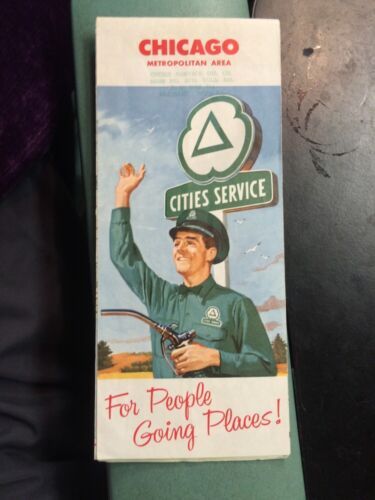 CHICAGO
METROPOLITAN AREA
CITIES SERVICE
For People
Going Places!